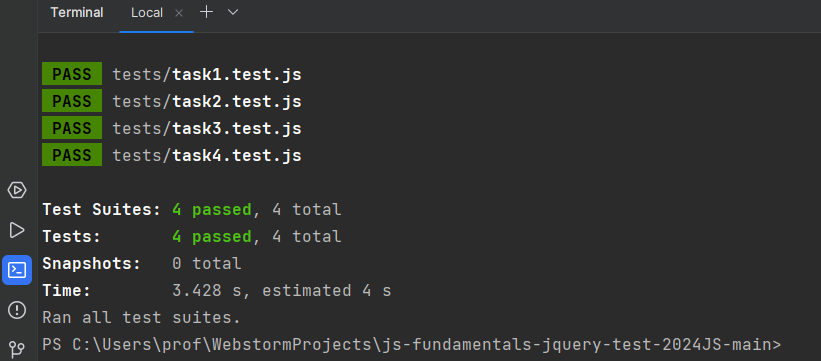 Terminal Local
PASS tests/task1.test.js
PASS tests/task2.test.js
PASS tests/task3.test.js
PASS tests/task4.test.js
Test Suites: 4 passed, 4 total
Tests: 4 passed, 4 total
Snapshots: 0 total
Time: 3.428 s, estimated 4 s
Ran all test suites.
PS C:\Users\prof\WebstormProjects\js-fundamentals-jquery-test-2024JS-main>